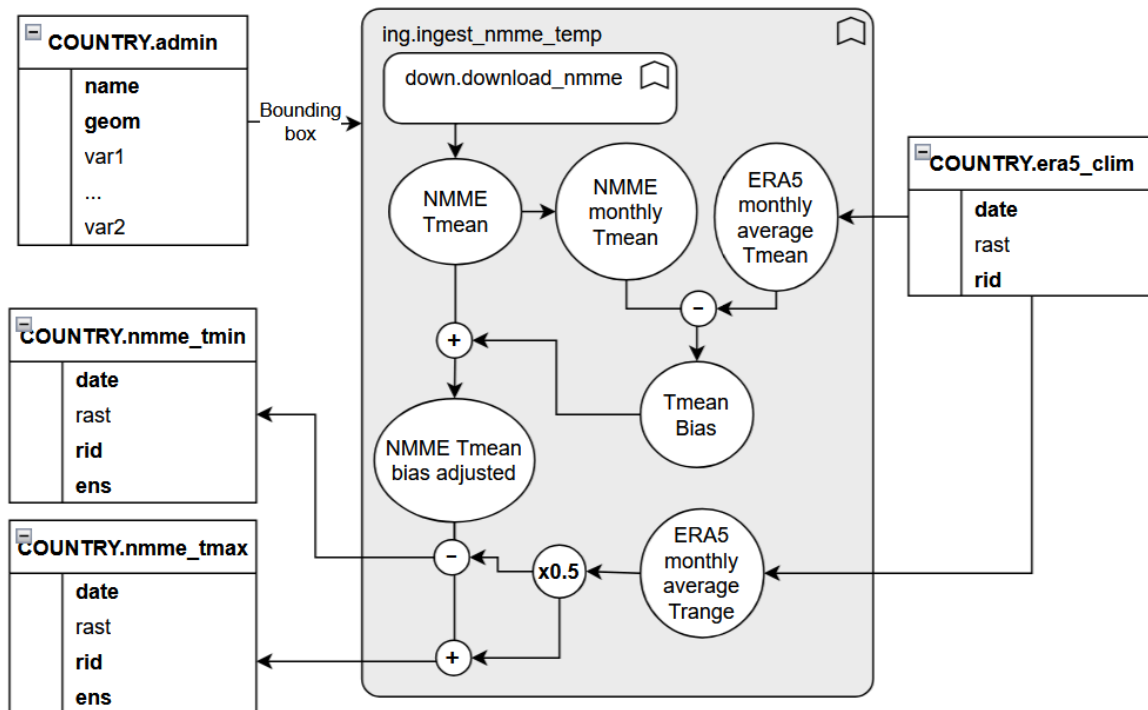 COUNTRY.admin
name
geom
var1
...
var2
Bounding
box
ing.ingest_nmme_temp
down.download_nmme
NMME
Tmean
NMME
monthly
Tmean
ERA5
monthly
average
Tmean
COUNTRY.era5_clim
date
rast
rid
-
+
Tmean
Bias
NMME Tmean
bias adjusted
COUNTRY.nmme_tmin
date
rast
rid
ens
COUNTRY.nmme_tmax
date
rast
rid
ens
-
x0.5
ERA5
monthly
average
Trange
+